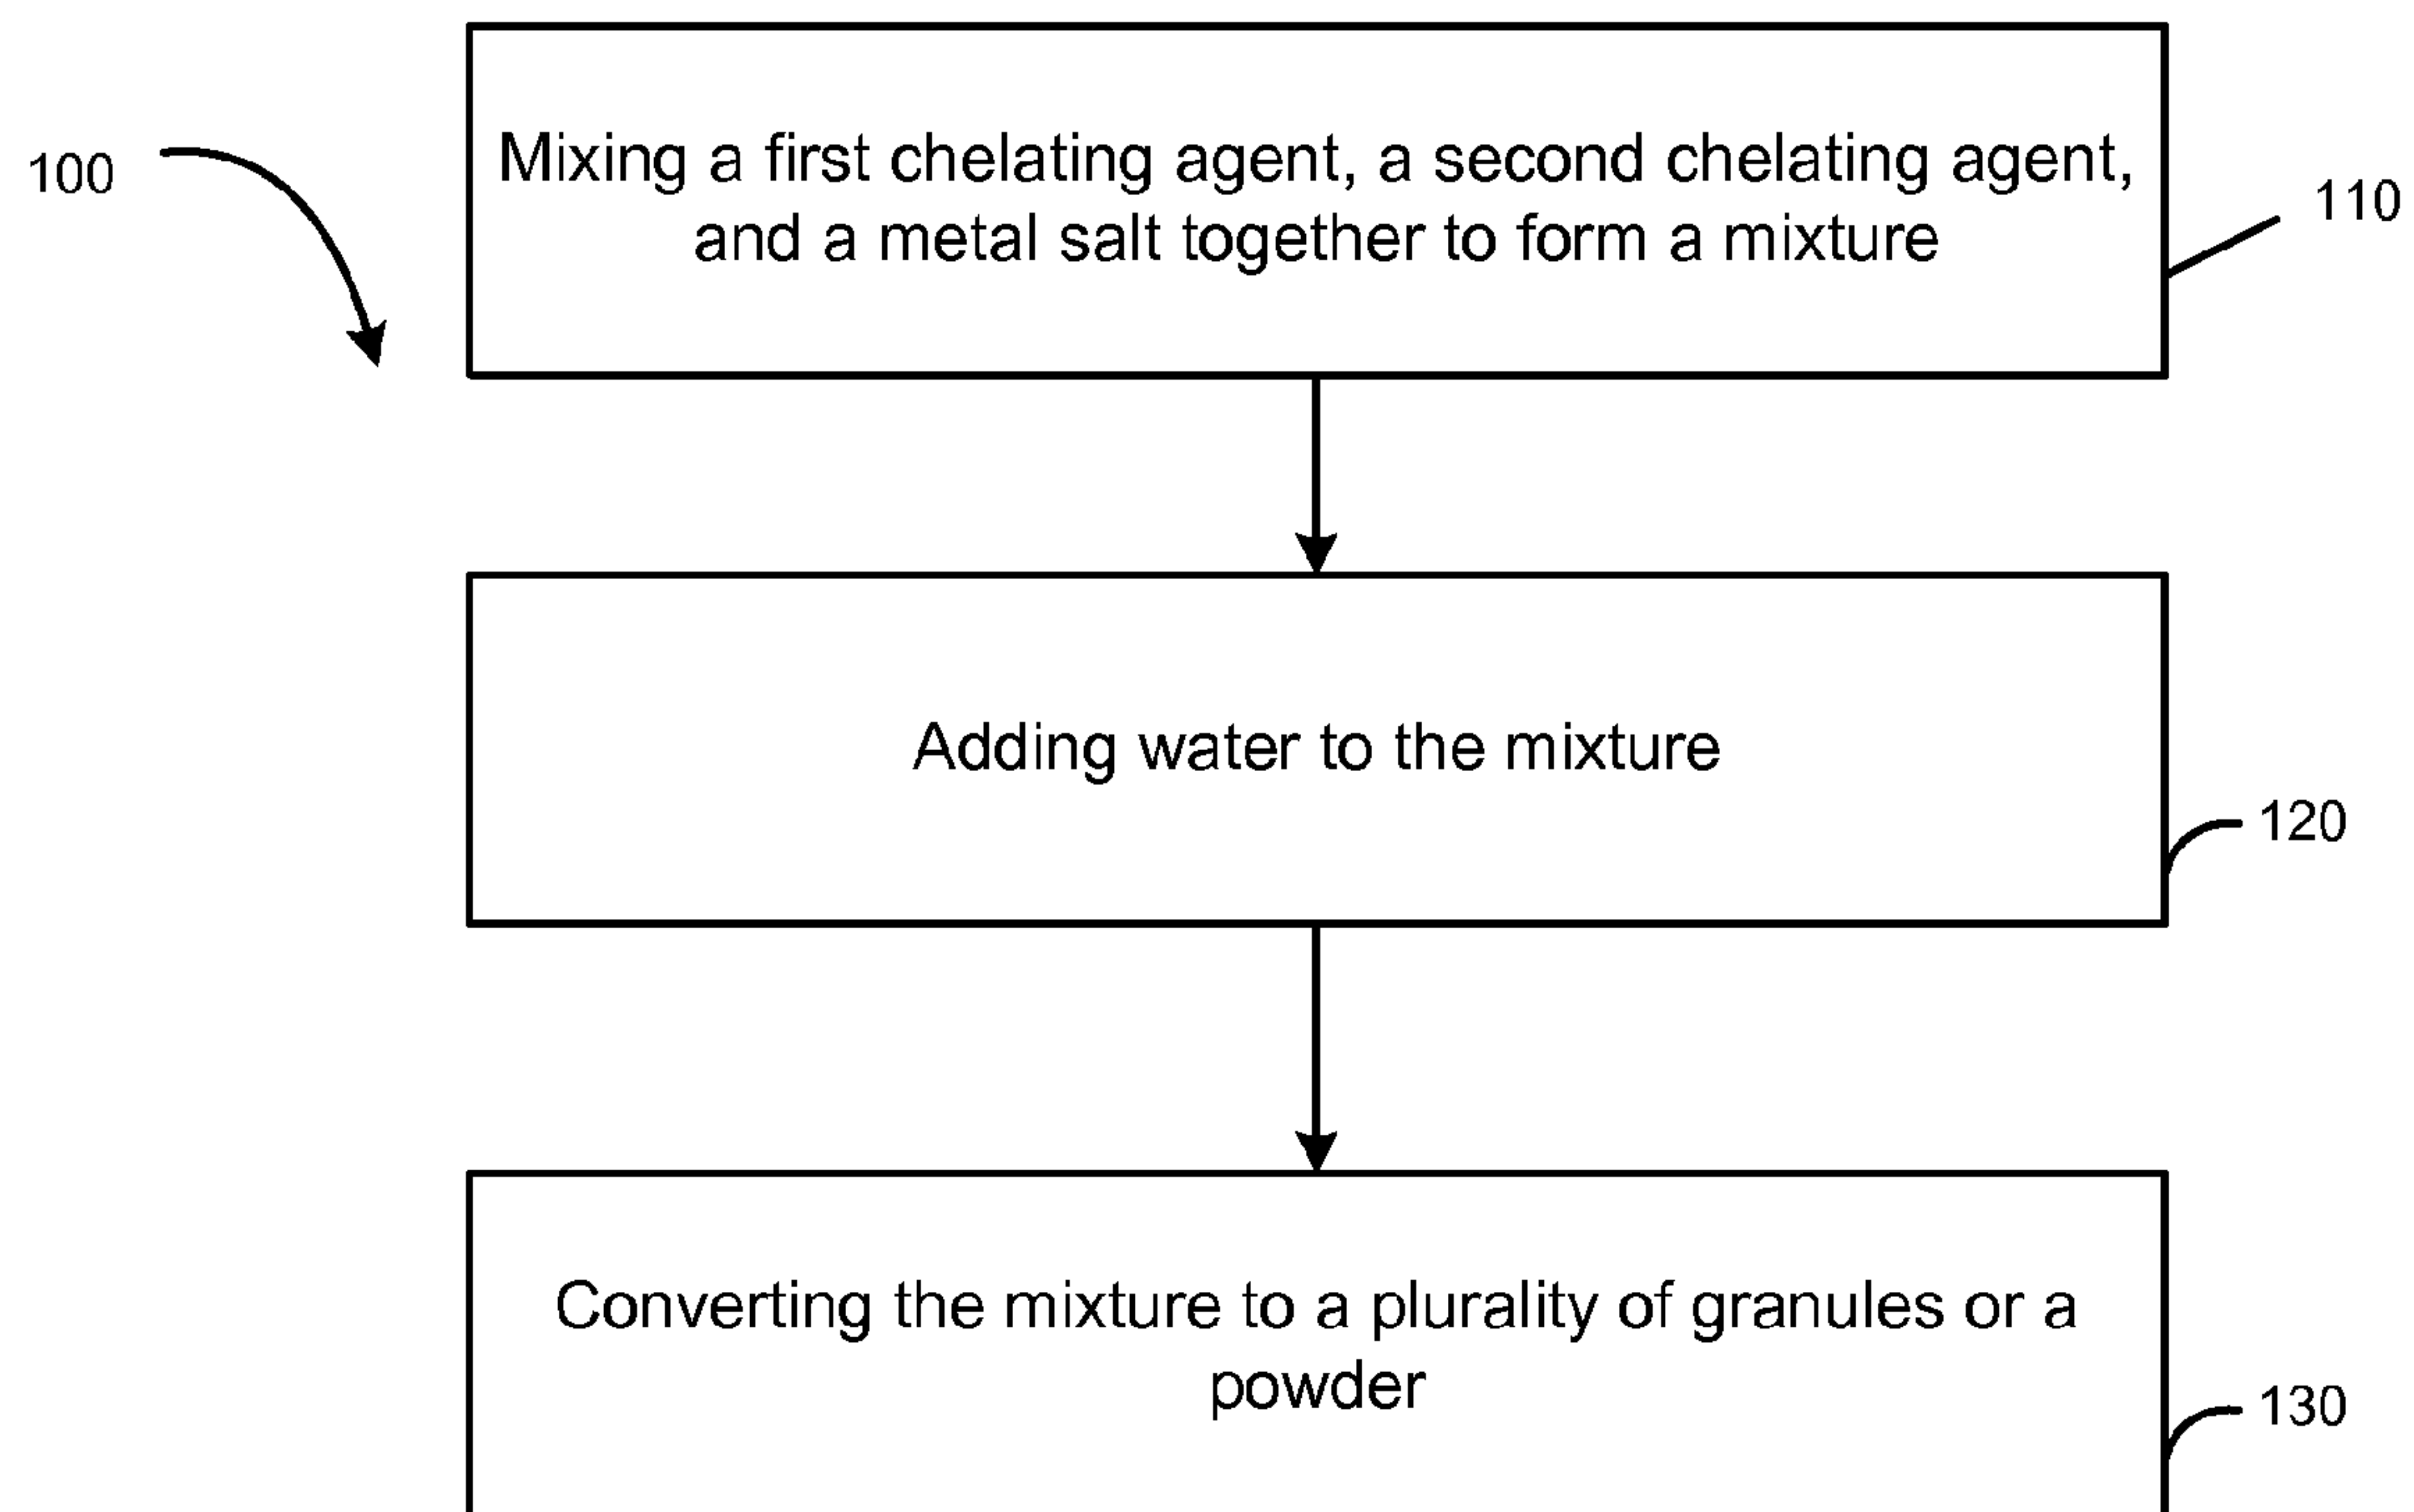 100
Mixing a first chelating agent, a second chelating agent,
and a metal salt together to form a mixture
110
Adding water to the mixture
120
Converting the mixture to a plurality of granules or a
powder
130